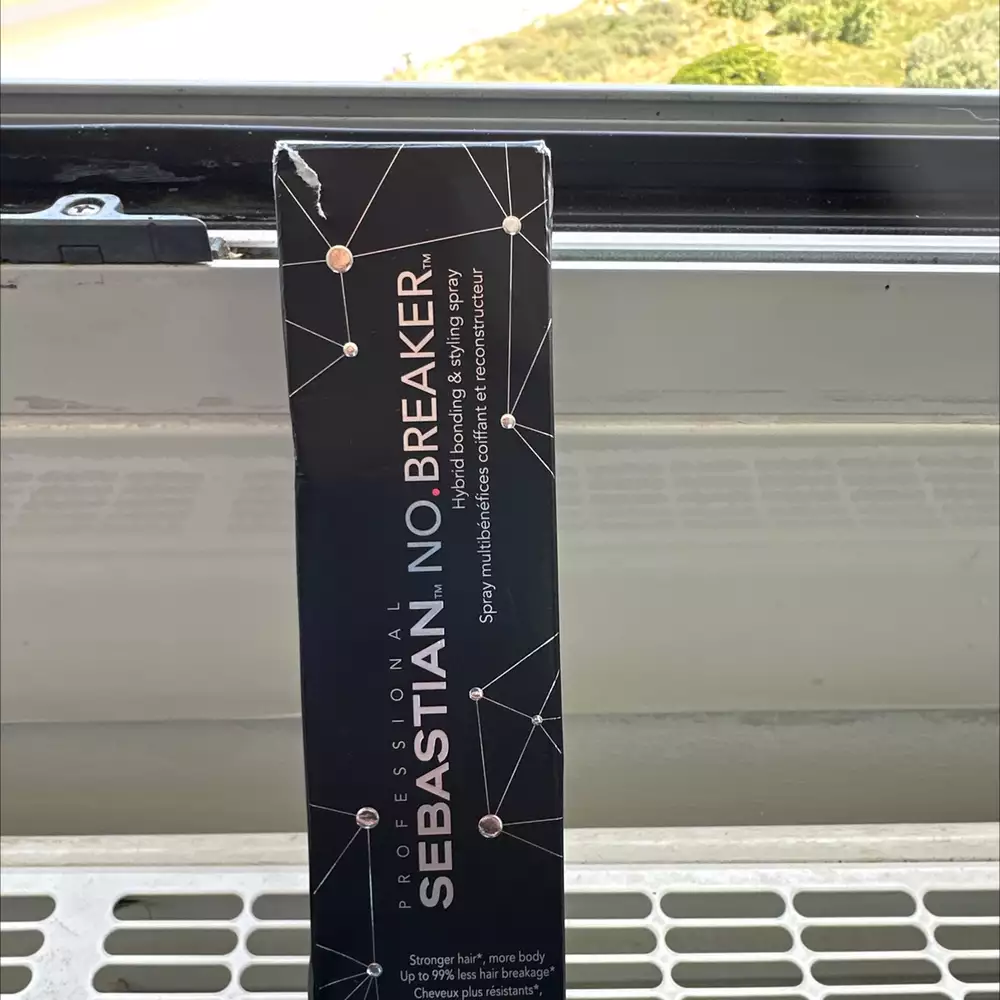 PROFESSIONAL
SEBASTIAN™ NO.BREAKER™
Hybrid bonding & styling spray
Spray multibénéfices coiffant et reconstructeur
Stronger hair*, more body
Up to 99% less hair breakage*
Cheveux plus résistants*,